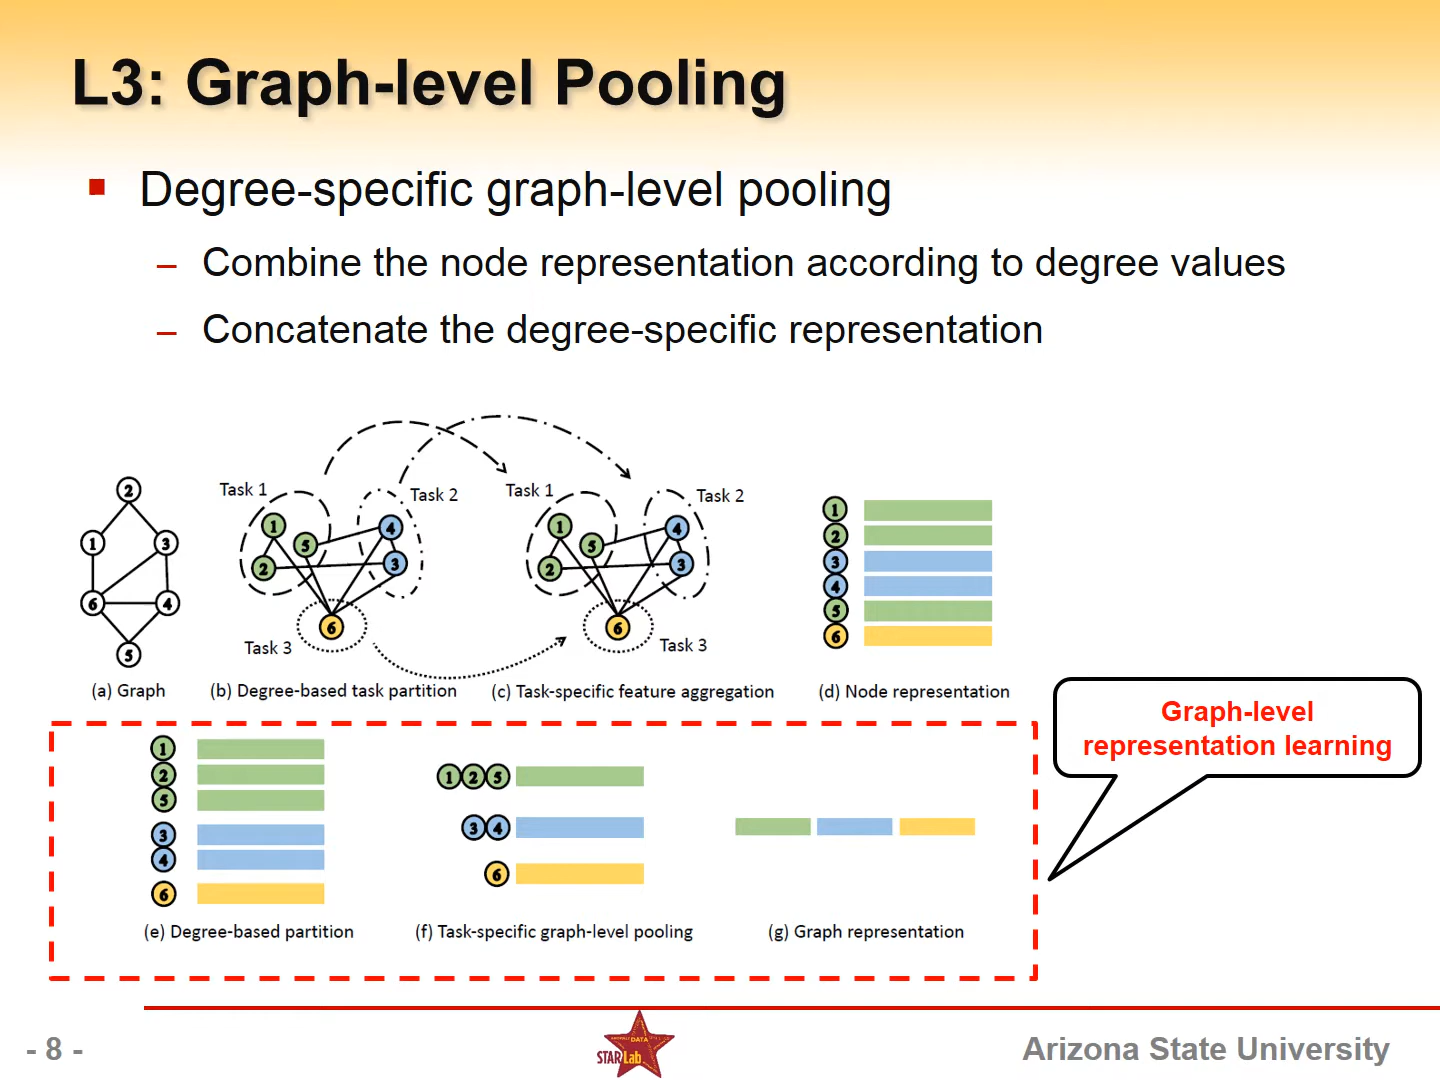 L3: Graph-level Pooling
Degree-specific graph-level pooling
– Combine the node representation according to degree values
– Concatenate the degree-specific representation
2
1 3
6 4
5
(a) Graph
Task 1
Task 2
1
5
2
4
3
6
Task 3
(b) Degree-based task partition
Task 1
Task 2
1
5
2
4
3
6
Task 3
(c) Task-specific feature aggregation
1
2
3
4
5
6
(d) Node representation
Graph-level
representation learning
1
2
5
3
4
6
(e) Degree-based partition
1 2 5
3 4
6
(f) Task-specific graph-level pooling
(g) Graph representation
- 8 -
DATA
STAR Lab
Arizona State University